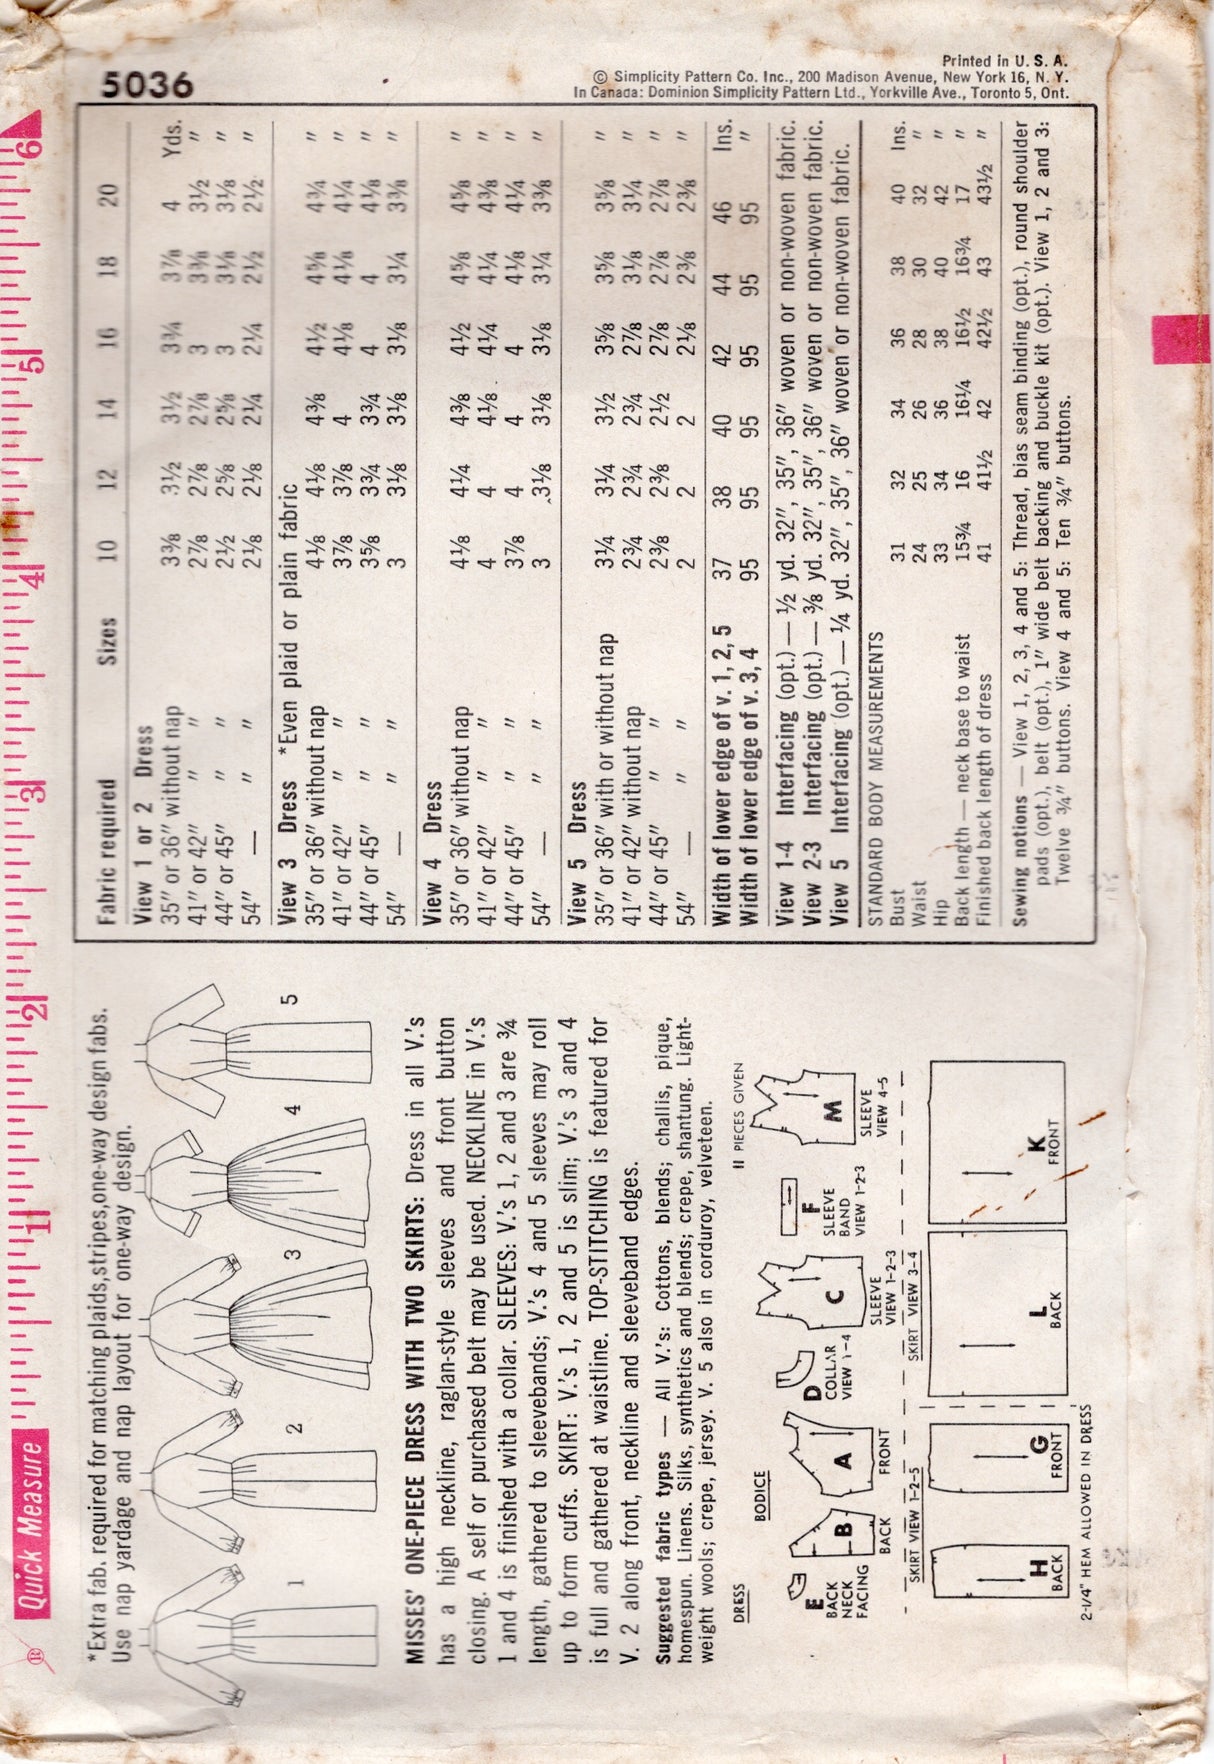 5036
Printed in U. S. A.
© Simplicity Pattern Co. Inc., 200 Madison Avenue, New York 16, N. Y.
In Canada: Dominion Simplicity Pattern Ltd., Yorkville Ave., Toronto 5, Ont.
® Quick Measure 1 2 3 4 5 6
*Extra fab. required for matching plaids,stripes,one-way design fabs.
Use nap yardage and nap layout for one-way design.
1 2 3 4 5
MISSES' ONE-PIECE DRESS WITH TWO SKIRTS: Dress in all V.'s
has a high neckline, raglan-style sleeves and front button
closing. A self or purchased belt may be used. NECKLINE in V.'s
1 and 4 is finished with a collar. SLEEVES: V.'s 1, 2 and 3 are ¾
length, gathered to sleevebands; V.'s 4 and 5 sleeves may roll
up to form cuffs. SKIRT: V.'s 1, 2 and 5 is slim; V.'s 3 and 4
is full and gathered at waistline. TOP-STITCHING is featured for
V. 2 along front, neckline and sleeveband edges.
Suggested fabric types — All V.'s: Cottons, blends; challis, pique,
homespun. Linens. Silks, synthetics and blends; crepe, shantung. Light-
weight wools; crepe, jersey. V. 5 also in corduroy, velveteen.
DRESS
BODICE
11 PIECES GIVEN
E
BACK
NECK
FACING
B
BACK
A
FRONT
D
COLLAR
VIEW 1-4
C
SLEEVE
VIEW 1-2-3
F
SLEEVE
BAND
VIEW 1-2-3
M
SLEEVE
VIEW 4-5
SKIRT VIEW 1-2-5
SKIRT VIEW 3-4
H
BACK
G
FRONT
L
BACK
K
FRONT
2-1/4" HEM ALLOWED IN DRESS
Fabric required Sizes 10 12 14 16 18 20
View 1 or 2 Dress
35" or 36" without nap 3⅜ 3½ 3½ 3¾ 3⅞ 4 Yds.
41" or 42" " 2⅞ 2⅞ 2⅞ 3 3⅜ 3½ "
44" or 45" " 2½ 2⅝ 2⅝ 3 3⅛ 3⅛ "
54" — " 2⅛ 2⅛ 2¼ 2¼ 2½ 2½ "
View 3 Dress *Even plaid or plain fabric
35" or 36" without nap 4⅛ 4⅛ 4⅜ 4½ 4⅝ 4¾ "
41" or 42" " 3⅞ 3⅞ 4 4⅛ 4⅛ 4¼ "
44" or 45" " 3⅝ 3¾ 3¾ 4 4 4⅛ "
54" — " 3 3⅛ 3⅛ 3⅛ 3¼ 3⅜ "
View 4 Dress
35" or 36" without nap 4⅛ 4¼ 4⅜ 4½ 4⅝ 4⅝ "
41" or 42" " 4 4 4⅛ 4¼ 4¼ 4⅜ "
44" or 45" " 3⅞ 4 4 4 4⅛ 4¼ "
54" — " 3 3⅛ 3⅛ 3⅛ 3¼ 3⅜ "
View 5 Dress
35" or 36" with or without nap 3¼ 3¼ 3½ 3⅝ 3⅝ 3⅝ "
41" or 42" without nap 2¾ 2¾ 2¾ 2⅞ 3⅛ 3¼ "
44" or 45" " 2⅜ 2⅜ 2½ 2⅞ 2⅞ 2⅞ "
54" — " 2 2 2 2⅛ 2⅜ 2⅜ "
Width of lower edge of v. 1, 2, 5 37 38 40 42 44 46 Ins.
Width of lower edge of v. 3, 4 95 95 95 95 95 95 "
View 1-4 Interfacing (opt.) — ½ yd. 32", 35", 36" woven or non-woven fabric.
View 2-3 Interfacing (opt.) — ⅜ yd. 32", 35", 36" woven or non-woven fabric.
View 5 Interfacing (opt.) — ¼ yd. 32", 35", 36" woven or non-woven fabric.
STANDARD BODY MEASUREMENTS
Bust 31 32 34 36 38 40 Ins.
Waist 24 25 26 28 30 32 "
Hip 33 34 36 38 40 42 "
Back length — neck base to waist 15¾ 16 16¼ 16½ 16¾ 17 "
Finished back length of dress 41 41½ 42 42½ 43 43½ "
Sewing notions — View 1, 2, 3, 4 and 5: Thread, bias seam binding (opt.), round shoulder
pads (opt.), belt (opt.), 1" wide belt backing and buckle kit (opt.). View 1, 2 and 3:
Twelve ¾" buttons. View 4 and 5: Ten ¾" buttons.